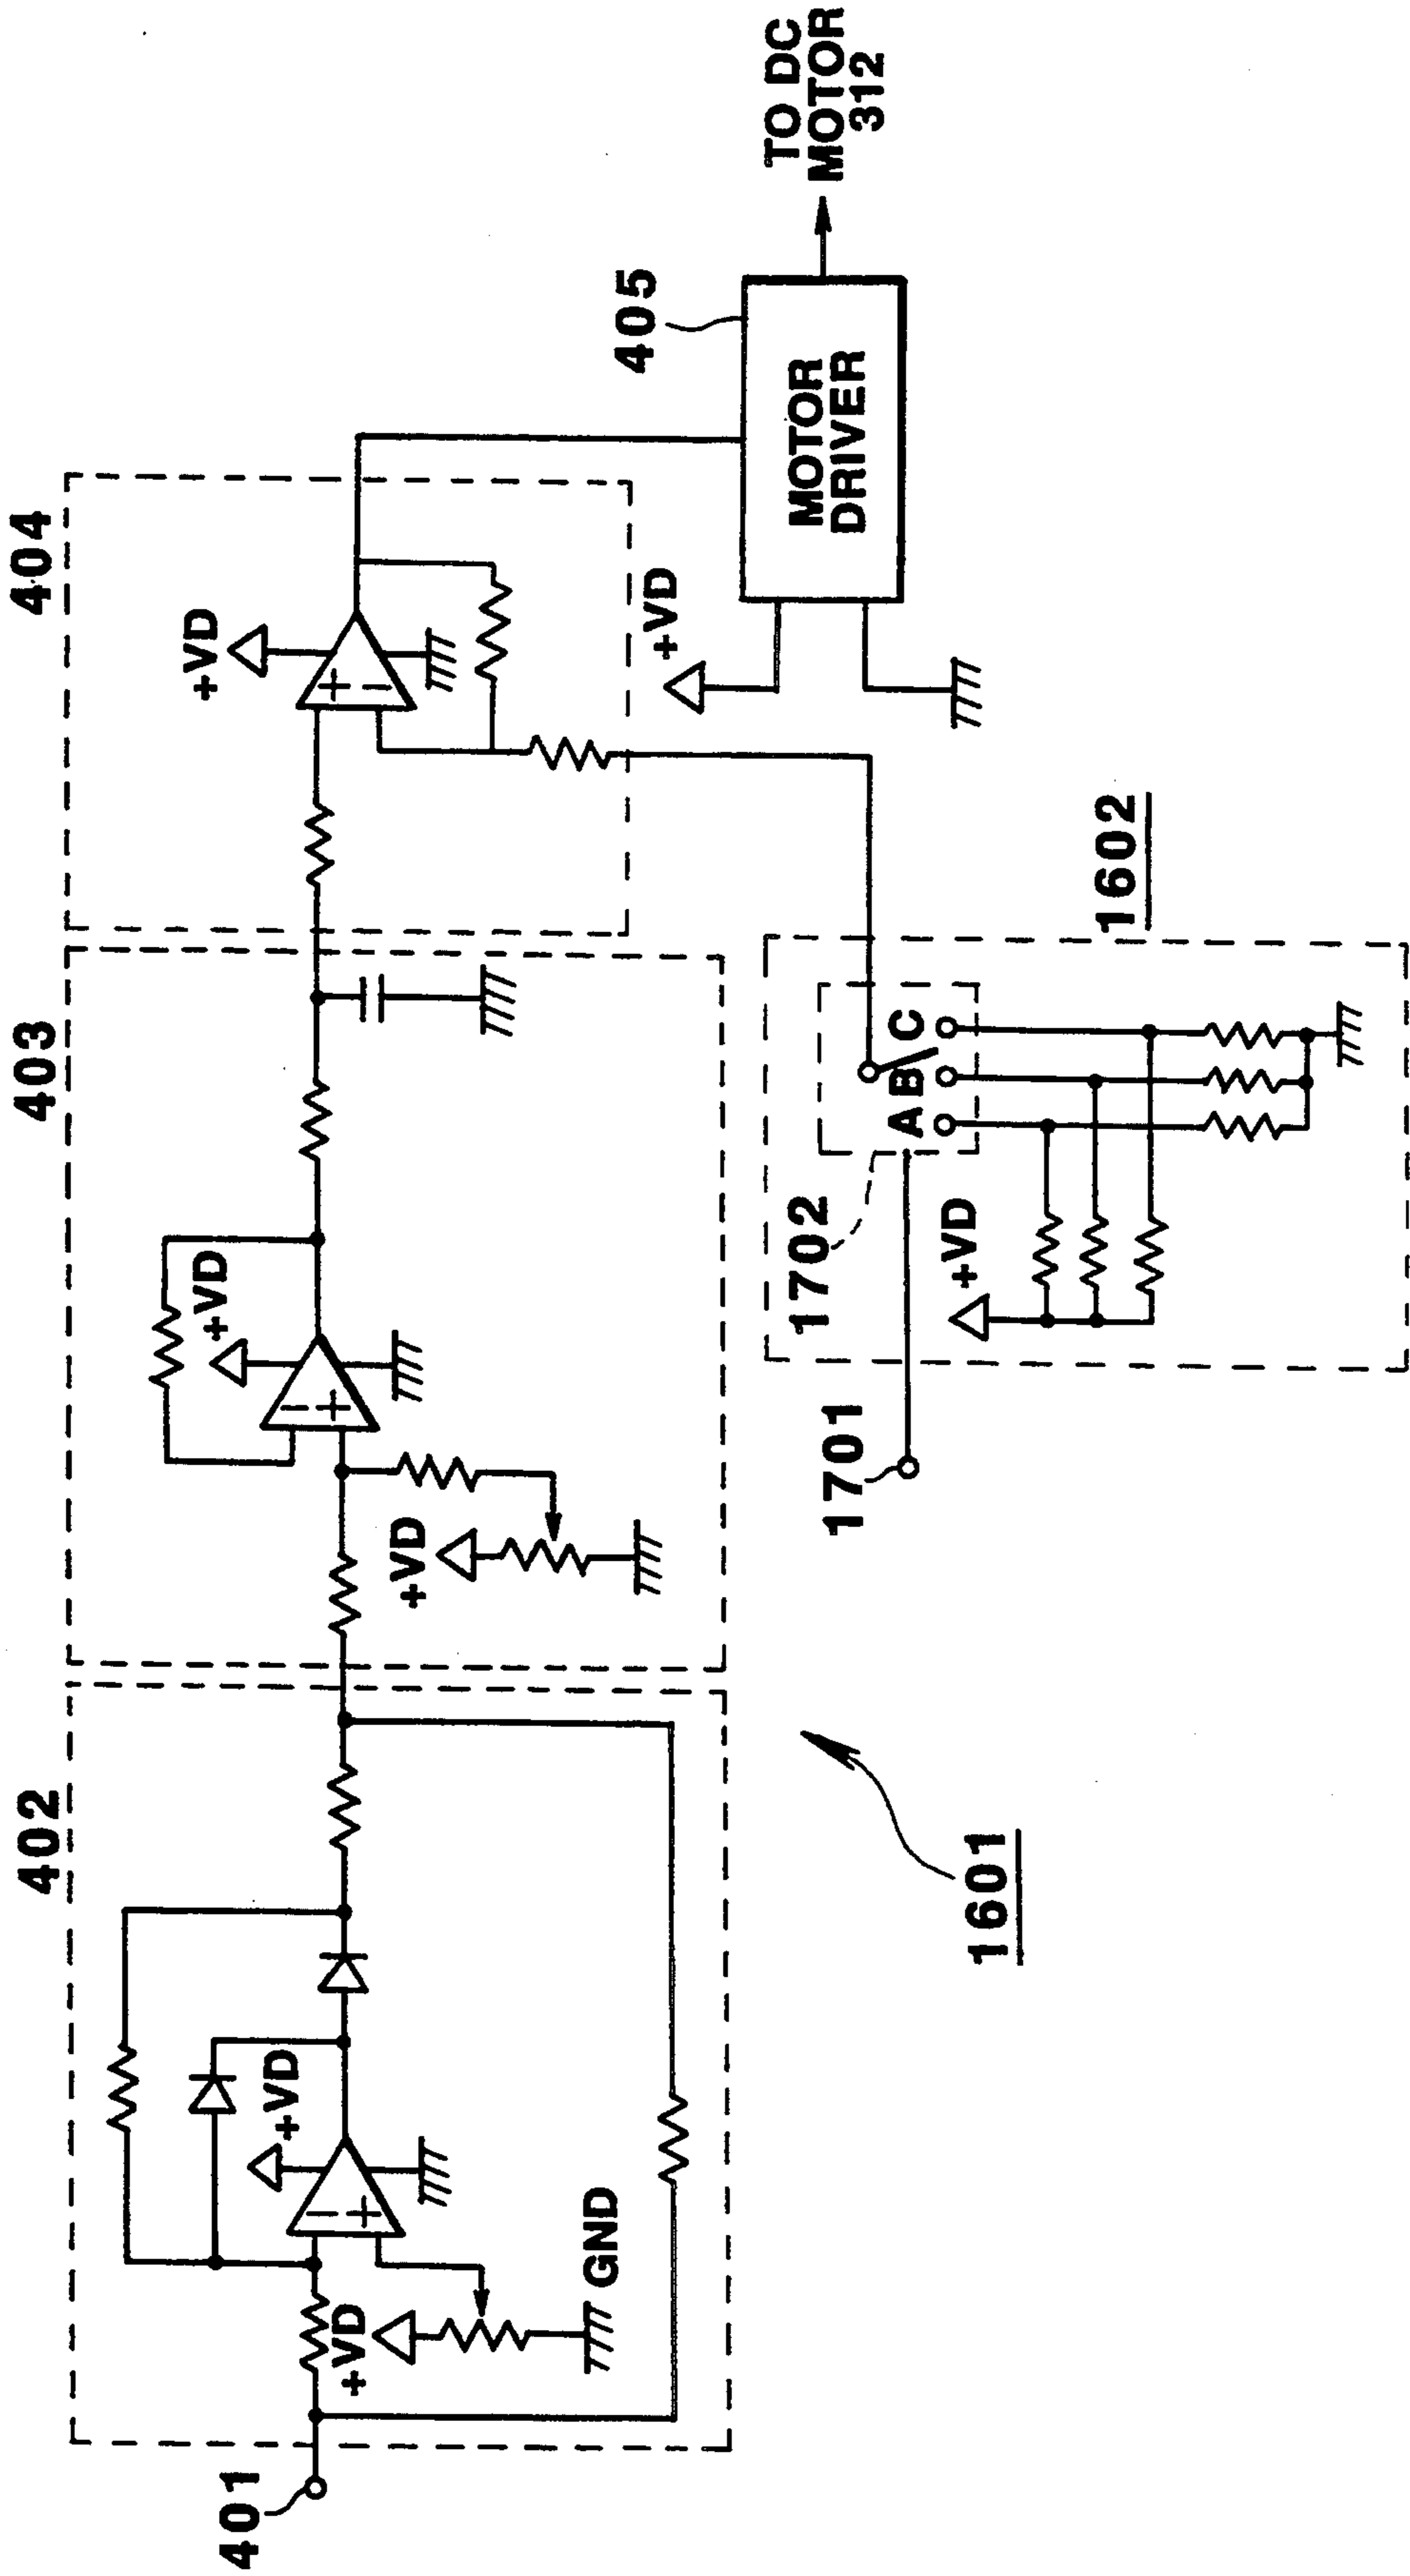 402
403
404
+VD
+VD
+VD
401
+VD
+VD
GND
405
+VD
MOTOR
DRIVER
TO DC
MOTOR
312
1601
1701
1702
+VD
A B C
1602